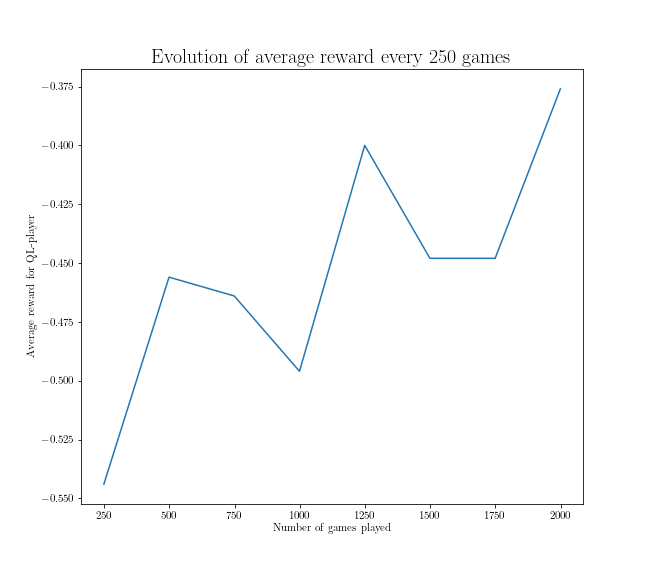 Evolution of average reward every 250 games
−0.375
−0.400
−0.425
−0.450
−0.475
−0.500
−0.525
−0.550
Average reward for QL-player
250 500 750 1000 1250 1500 1750 2000
Number of games played